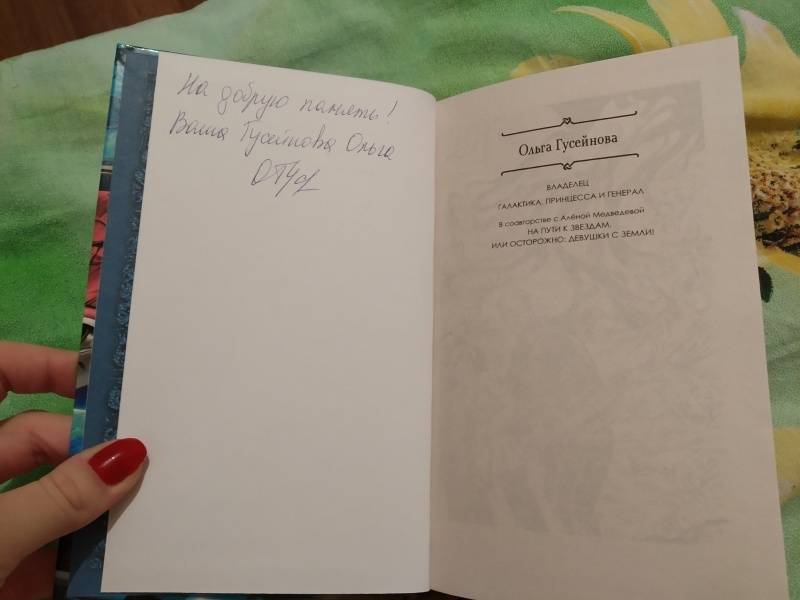 На добрую память!
Ваша Гусейнова Ольга
Ольга Гусейнова
ВЛАДЕЛЕЦ
ГАЛАКТИКА, ПРИНЦЕССА И ГЕНЕРАЛ
В соавторстве с Алёной Медведевой
НА ПУТИ К ЗВЕЗДАМ,
ИЛИ ОСТОРОЖНО: ДЕВУШКИ С ЗЕМЛИ!